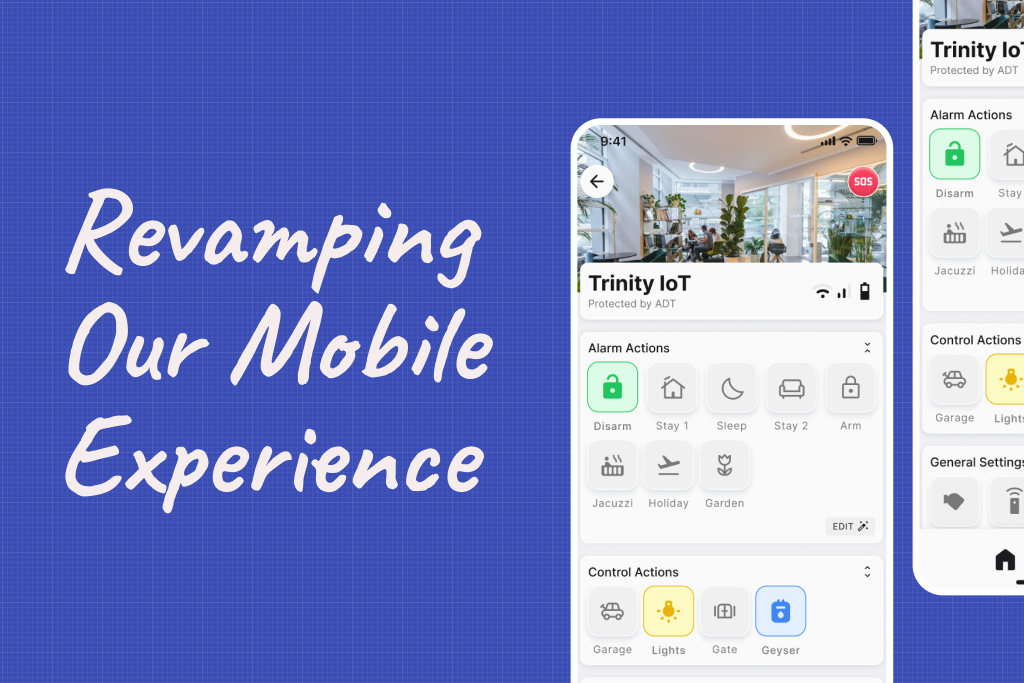 Revamping
Our Mobile
Experience
9:41
SOS
Trinity IoT
Protected by ADT
Alarm Actions
Disarm
Stay 1
Sleep
Stay 2
Arm
Jacuzzi
Holiday
Garden
EDIT
Control Actions
Garage
Lights
Gate
Geyser
Trinity IoT
Protected by ADT
Alarm Actions
Disarm
Stay
Jacuzzi
Holida
Control Actions
Garage
Lights
General Settings